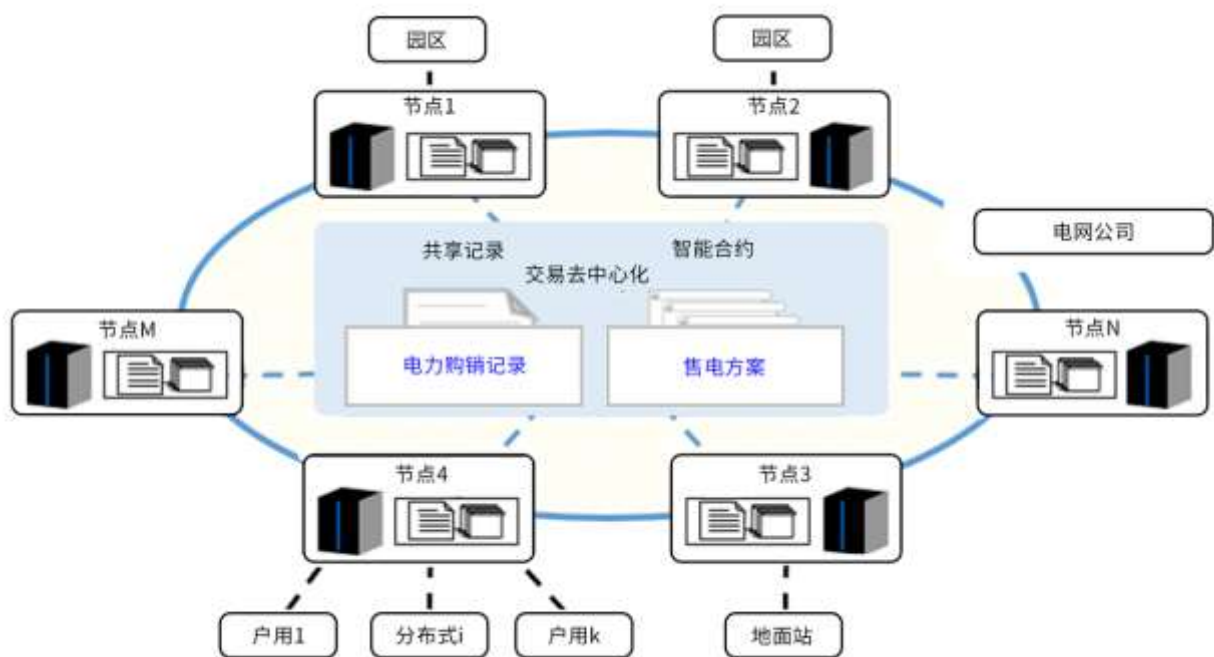 园区
园区
节点1
节点2
电网公司
共享记录
智能合约
交易去中心化
节点M
节点N
电力购销记录
售电方案
节点4
节点3
户用1
分布式i
户用k
地面站